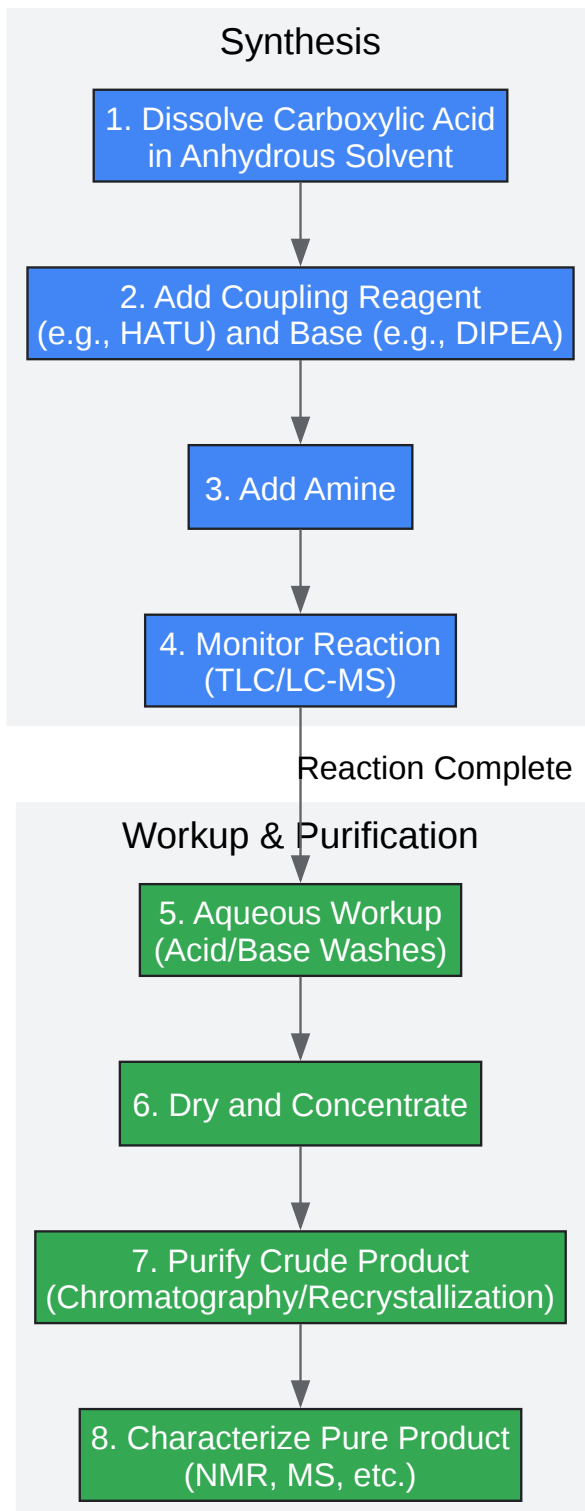 Synthesis
1. Dissolve Carboxylic Acid
in Anhydrous Solvent
2. Add Coupling Reagent
(e.g., HATU) and Base (e.g., DIPEA)
3. Add Amine
4. Monitor Reaction
(TLC/LC-MS)
Reaction Complete
Workup & Purification
5. Aqueous Workup
(Acid/Base Washes)
6. Dry and Concentrate
7. Purify Crude Product
(Chromatography/Recrystallization)
8. Characterize Pure Product
(NMR, MS, etc.)